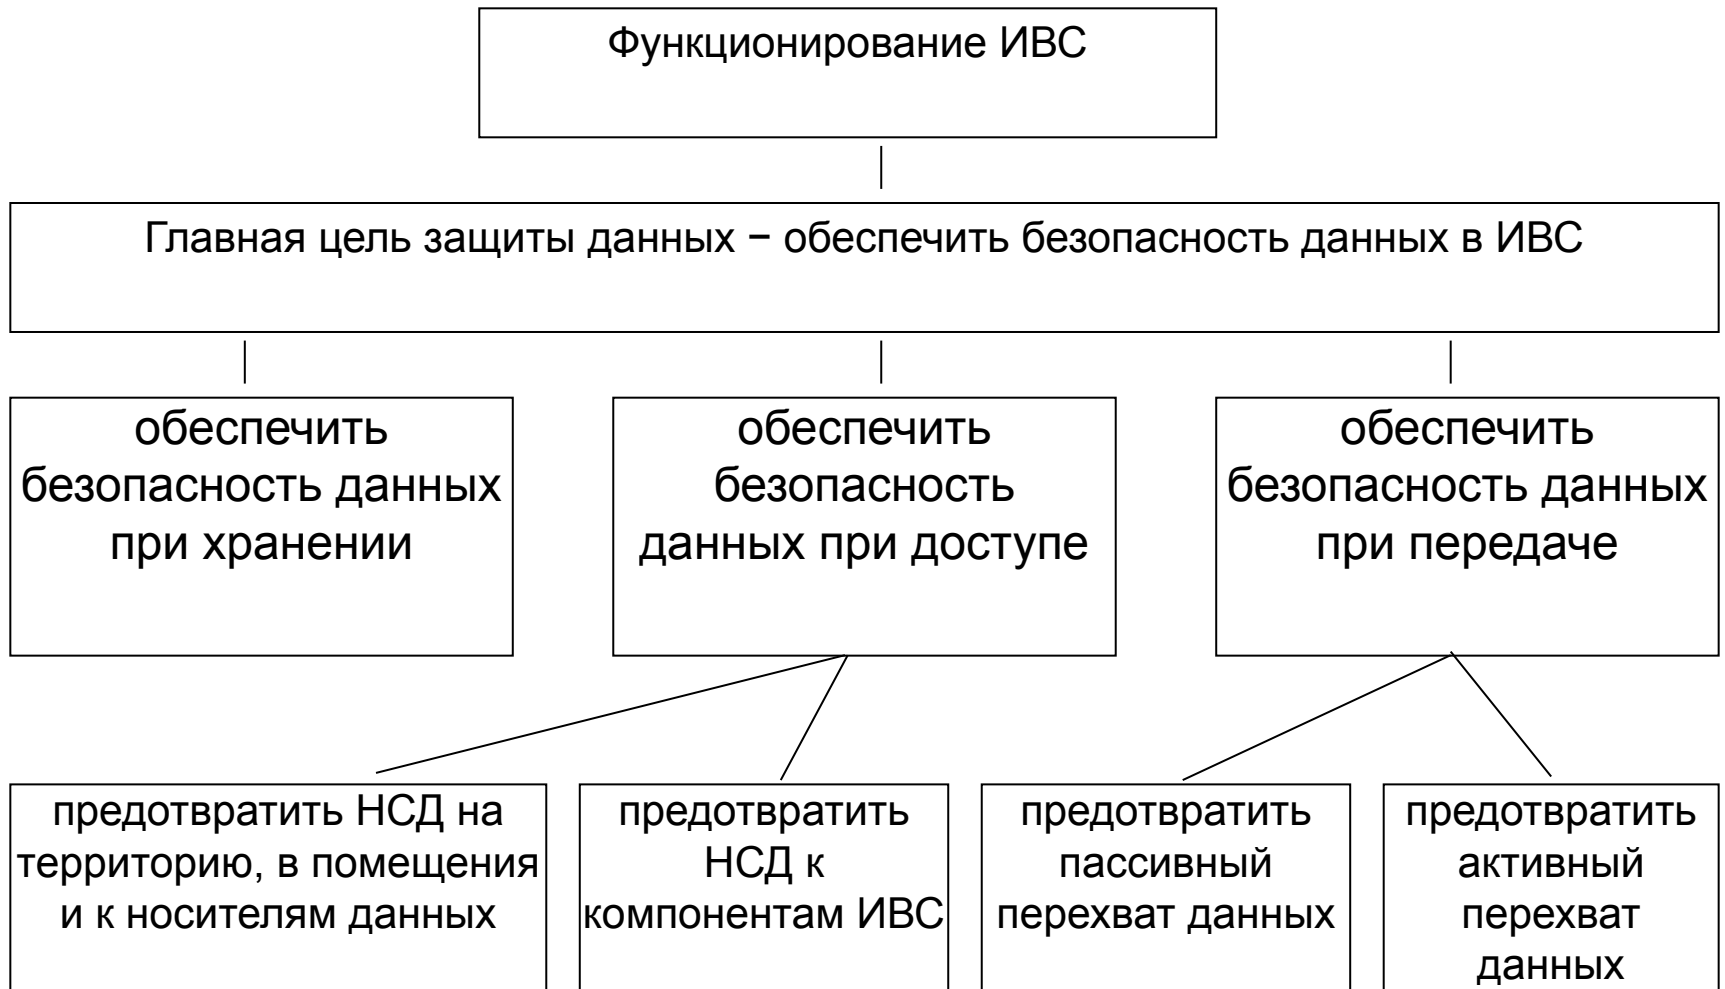 Функционирование ИВС
Главная цель защиты данных − обеспечить безопасность данных в ИВС
обеспечить
безопасность данных
при хранении
обеспечить
безопасность
данных при доступе
обеспечить
безопасность данных
при передаче
предотвратить НСД на
территорию, в помещения
и к носителям данных
предотвратить
НСД к
компонентам ИВС
предотвратить
пассивный
перехват данных
предотвратить
активный
перехват
данных